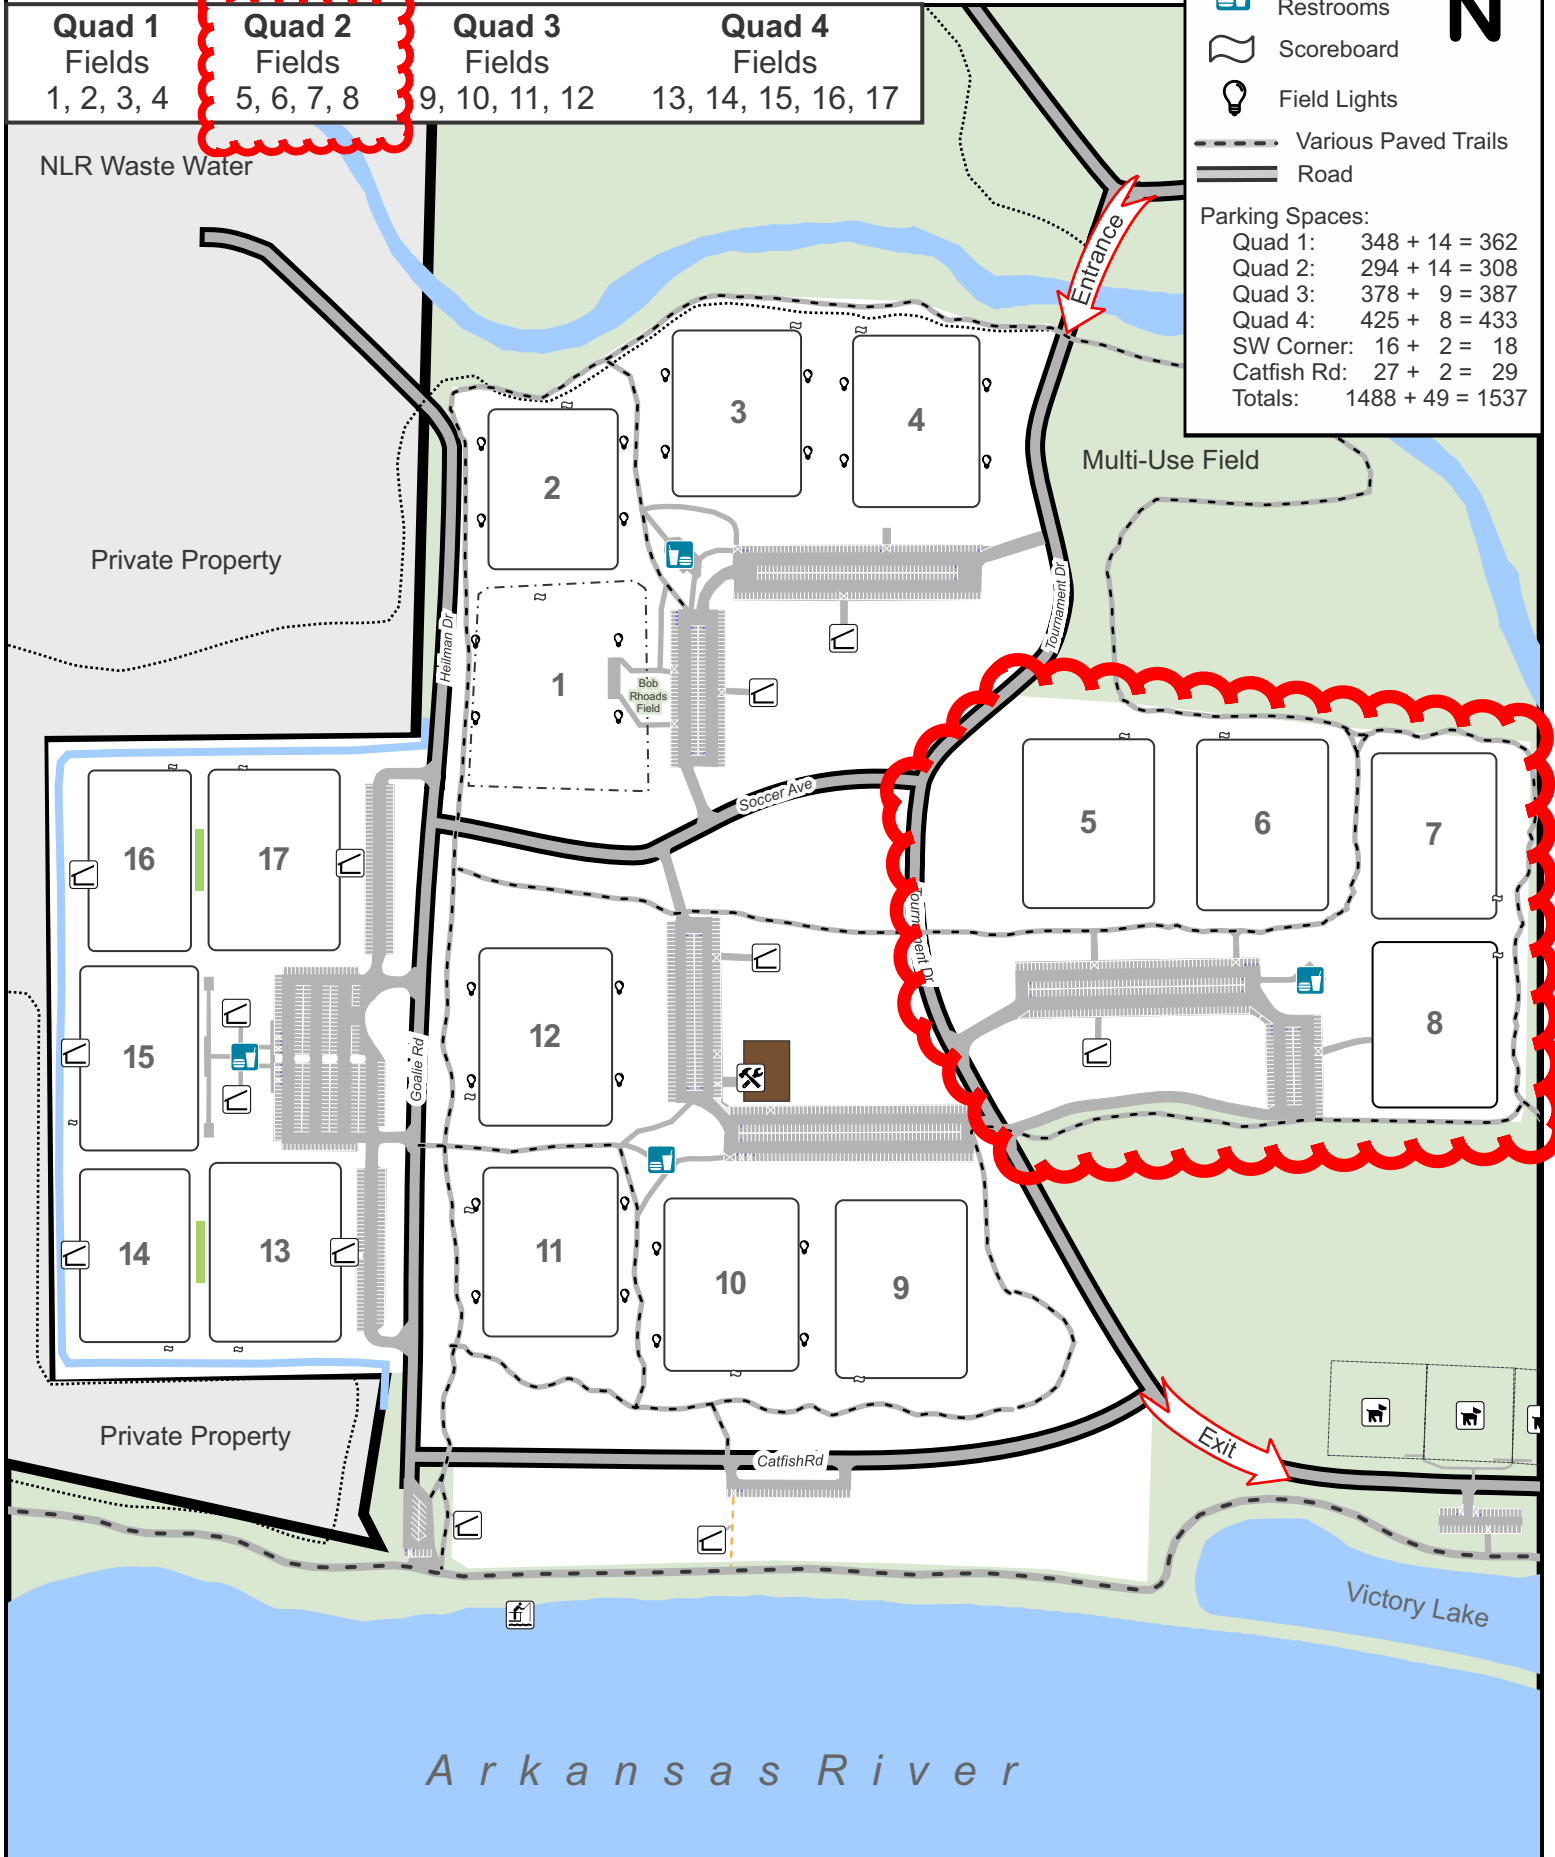 Quad 1
Fields
1, 2, 3, 4
Quad 2
Fields
5, 6, 7, 8
Quad 3
Fields
9, 10, 11, 12
Quad 4
Fields
13, 14, 15, 16, 17
Restrooms
N
Scoreboard
Field Lights
Various Paved Trails
Road
Parking Spaces:
Quad 1: 348 + 14 = 362
Quad 2: 294 + 14 = 308
Quad 3: 378 + 9 = 387
Quad 4: 425 + 8 = 433
SW Corner: 16 + 2 = 18
Catfish Rd: 27 + 2 = 29
Totals: 1488 + 49 = 1537
NLR Waste Water
Entrance
3
4
Multi-Use Field
2
Private Property
Tournament Dr
Heilman Dr
1
Bob
Rhoads
Field
Soccer Ave
5
6
7
16
17
Tournament Dr
12
8
15
Goalie Rd
14
13
11
10
9
Private Property
Exit
CatfishRd
Victory Lake
Arkansas River